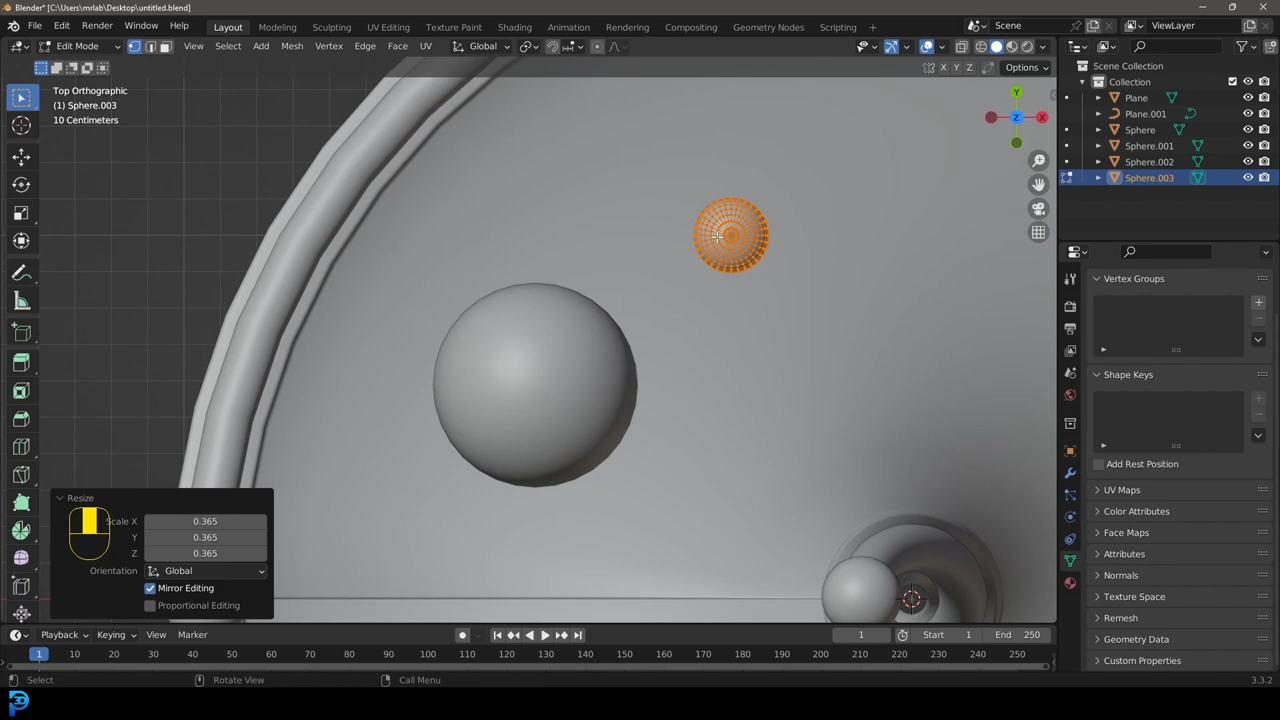 Blender* [C:\Users\mrlab\Desktop\untitled.blend]
File Edit Render Window Help
Layout Modeling Sculpting UV Editing Texture Paint Shading Animation Rendering Compositing Geometry Nodes Scripting
Scene
ViewLayer
Edit Mode
View Select Add Mesh Vertex Edge Face UV
Global
X Y Z
Options
Top Orthographic
(1) Sphere.003
10 Centimeters
Y
Z
X
Scene Collection
Collection
Plane
Plane.001
Sphere
Sphere.001
Sphere.002
Sphere.003
Vertex Groups
Shape Keys
Add Rest Position
UV Maps
Color Attributes
Face Maps
Attributes
Normals
Texture Space
Remesh
Geometry Data
Custom Properties
Resize
Scale X 0.365
Y 0.365
Z 0.365
Orientation Global
Mirror Editing
Proportional Editing
Playback Keying View Marker
1 Start 1 End 250
1 10 20 30 40 50 60 70 80 90 100 110 120 130 140 150 160 170 180 190 200 210 220 230 240 250
Select Rotate View Call Menu 3.3.2